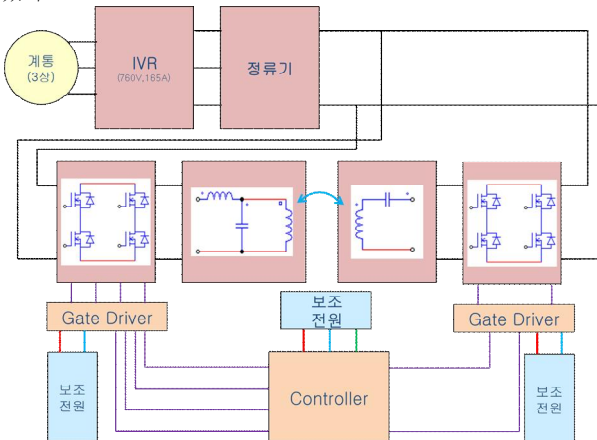 계통
(3상)
IVR
(760V,165A)
정류기
보조
전원
Gate Driver
Gate Driver
보조
전원
Controller
보조
전원